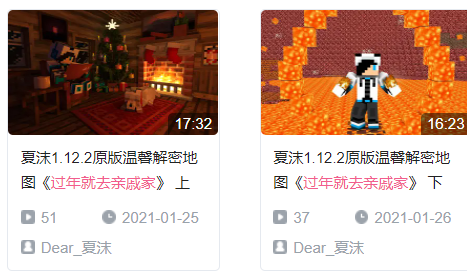 17:32
夏沫1.12.2原版温馨解密地
图《过年就去亲戚家》 上
51 2021-01-25
Dear_夏沫
16:23
夏沫1.12.2原版温馨解密地
图《过年就去亲戚家》 下
37 2021-01-26
Dear_夏沫